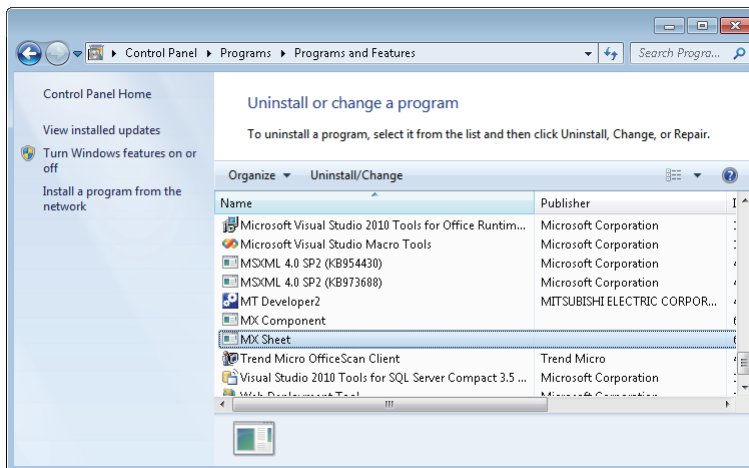 Control Panel Programs Programs and Features Search Progra...
Control Panel Home
View installed updates
Turn Windows features on or
off
Install a program from the
network
Uninstall or change a program
To uninstall a program, select it from the list and then click Uninstall, Change, or Repair.
Organize Uninstall/Change
Name Publisher I
Microsoft Visual Studio 2010 Tools for Office Runtim... Microsoft Corporation
Microsoft Visual Studio Macro Tools Microsoft Corporation
MSXML 4.0 SP2 (KB954430) Microsoft Corporation
MSXML 4.0 SP2 (KB973688) Microsoft Corporation
MT Developer2 MITSUBISHI ELECTRIC CORPOR...
MX Component
MX Sheet
Trend Micro OfficeScan Client Trend Micro
Visual Studio 2010 Tools for SQL Server Compact 3.5 ... Microsoft Corporation
Web Deployment Tool Microsoft Corporation